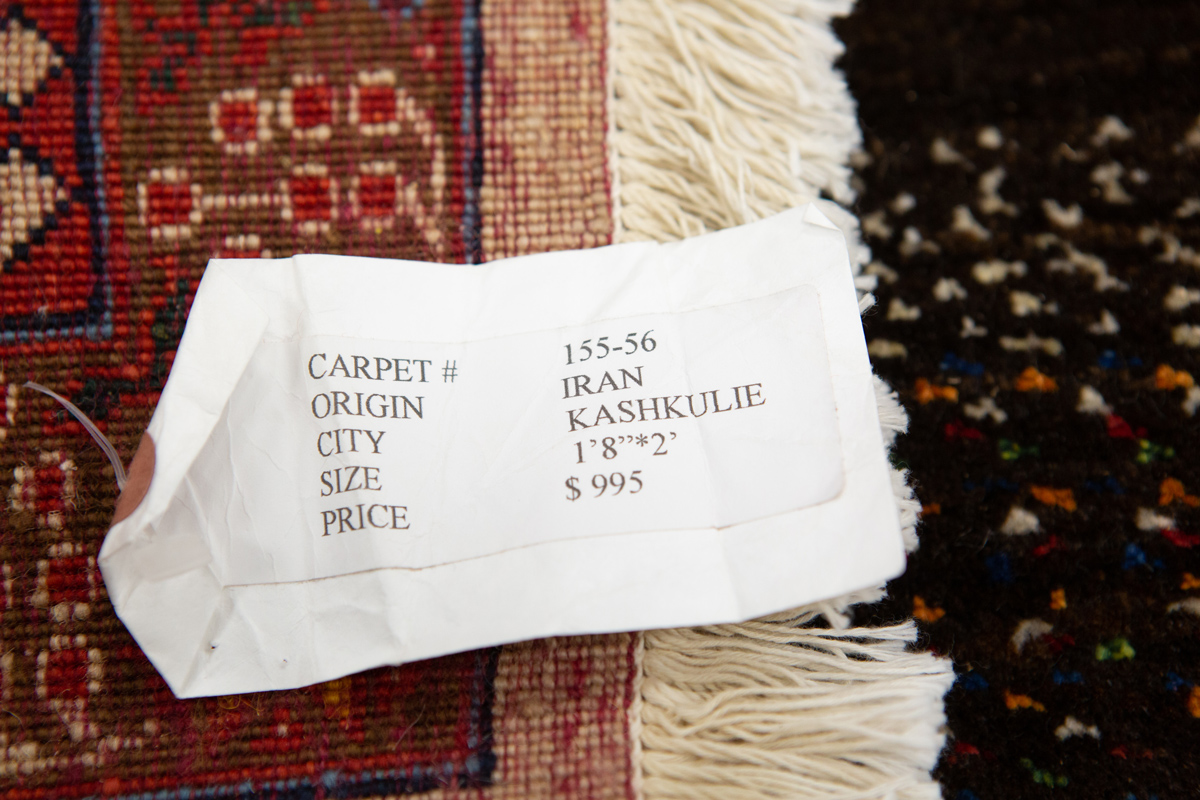 CARPET # 155-56
ORIGIN IRAN
CITY KASHKULIE
SIZE 1’8”*2’
PRICE $ 995